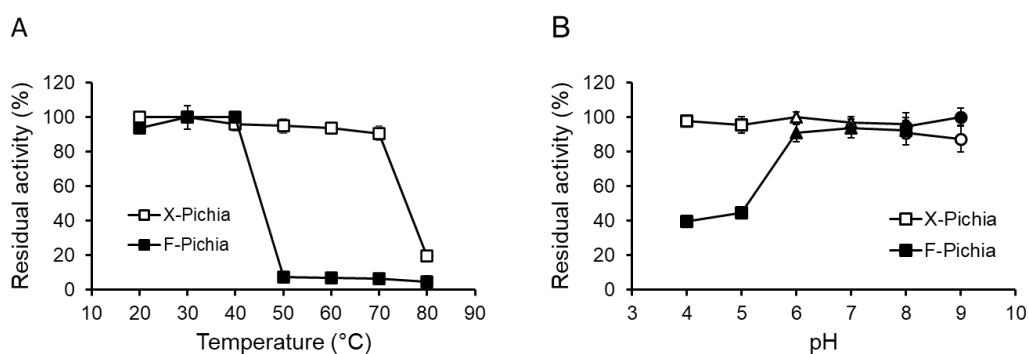 A
120
100
80
60
40
20
0
Residual activity (%)
X-Pichia
F-Pichia
10 20 30 40 50 60 70 80 90
Temperature (°C)
B
120
100
80
60
40
20
0
Residual activity (%)
X-Pichia
F-Pichia
3 4 5 6 7 8 9 10
pH